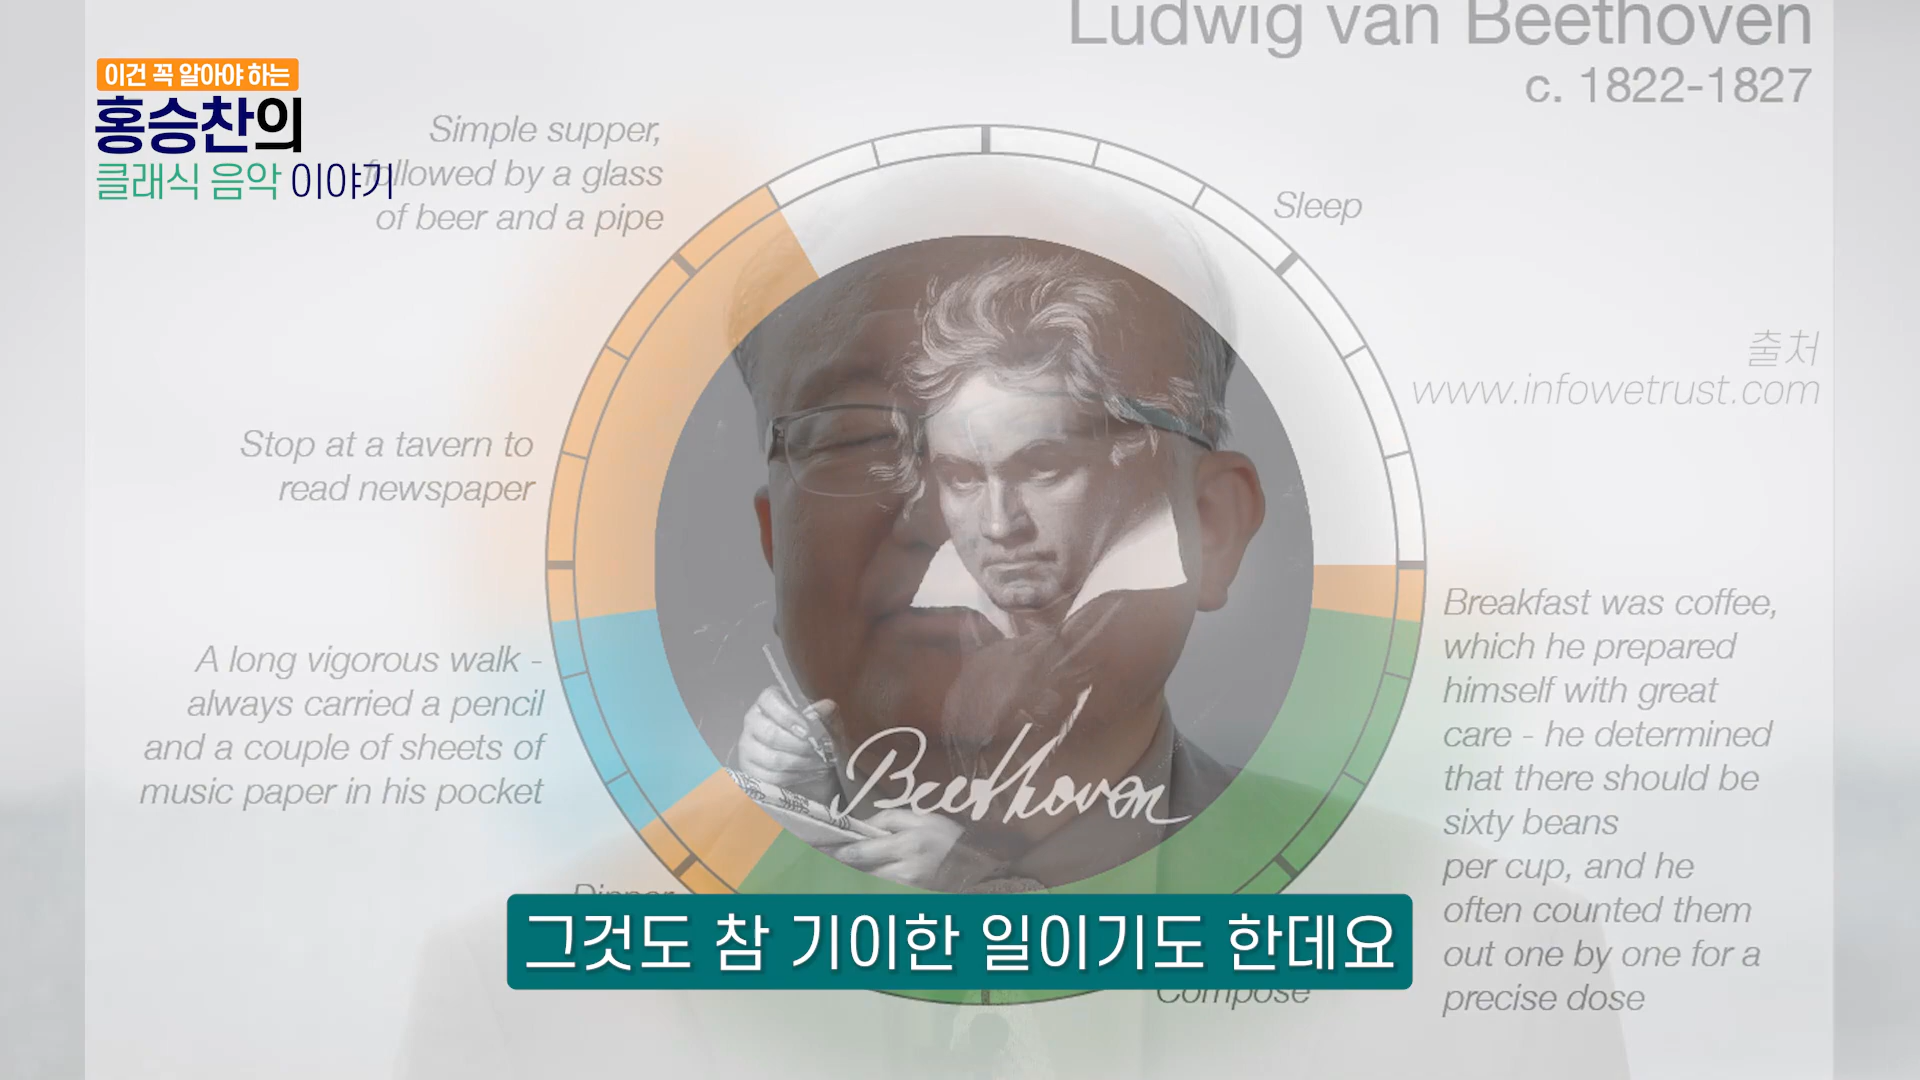 Ludwig van Beethoven
c. 1822-1827
이건 꼭 알아야 하는
홍승찬의
클래식 음악 이야기
Simple supper,
followed by a glass
of beer and a pipe
Sleep
출처
www.infowetrust.com
Stop at a tavern to
read newspaper
A long vigorous walk -
always carried a pencil
and a couple of sheets of
music paper in his pocket
Breakfast was coffee,
which he prepared
himself with great
care - he determined
that there should be
sixty beans
per cup, and he
often counted them
out one by one for a
precise dose
Beethoven
Dinner
그것도 참 기이한 일이기도 한데요
Compose